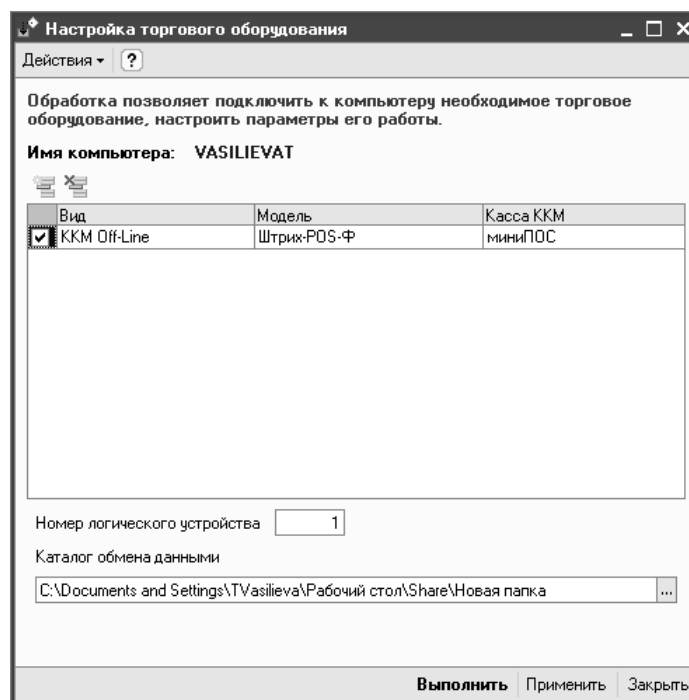 Настройка торгового оборудования
Действия ?
Обработка позволяет подключить к компьютеру необходимое торговое
оборудование, настроить параметры его работы.
Имя компьютера: VASILIEVAT
Вид Модель Касса ККМ
ККМ Off-Line Штрих-POS-Ф миниПОС
Номер логического устройства 1
Каталог обмена данными
C:\Documents and Settings\TVasilieva\Рабочий стол\Share\Новая папка ...
Выполнить Применить Закрыть